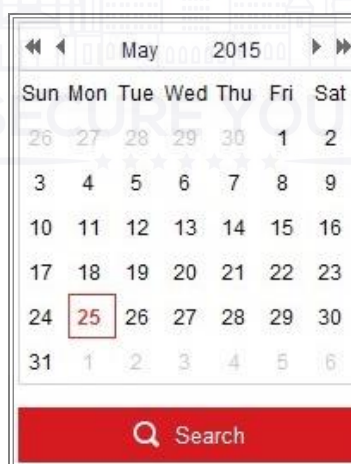 May 2015
Sun Mon Tue Wed Thu Fri Sat
26 27 28 29 30 1 2
3 4 5 6 7 8 9
10 11 12 13 14 15 16
17 18 19 20 21 22 23
24 25 26 27 28 29 30
31 1 2 3 4 5 6
Search